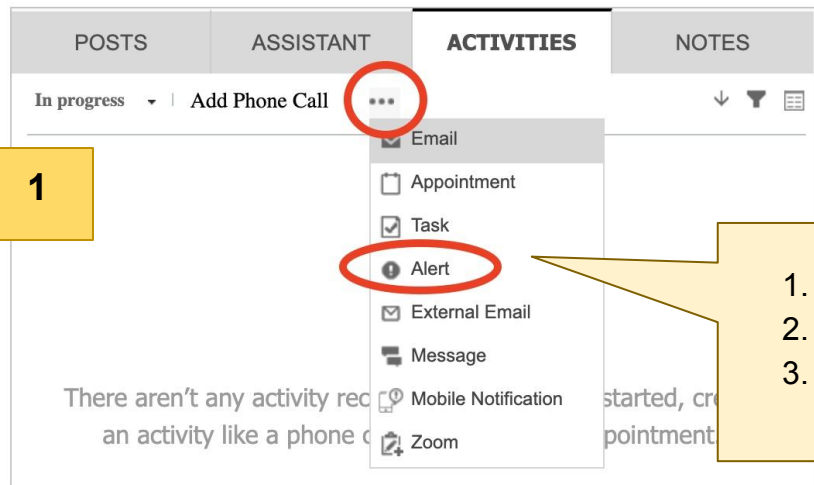 POSTS ASSISTANT ACTIVITIES NOTES
In progress Add Phone Call ...
Email
1
Appointment
Task
Alert
1.
External Email
2.
Message
3.
There aren't any activity rec
Mobile Notification
started, cr
an activity like a phone
Zoom
pointment.